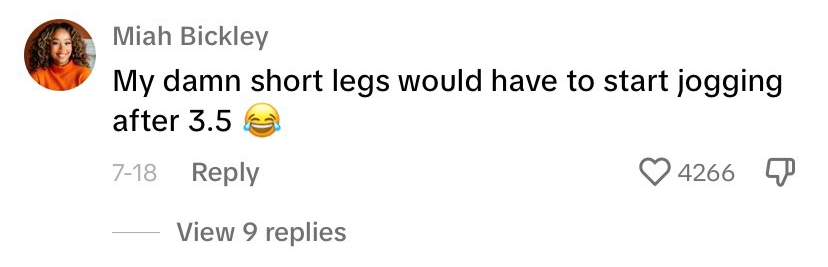 Miah Bickley
My damn short legs would have to start jogging
after 3.5 😂
7-18 Reply 4266
View 9 replies